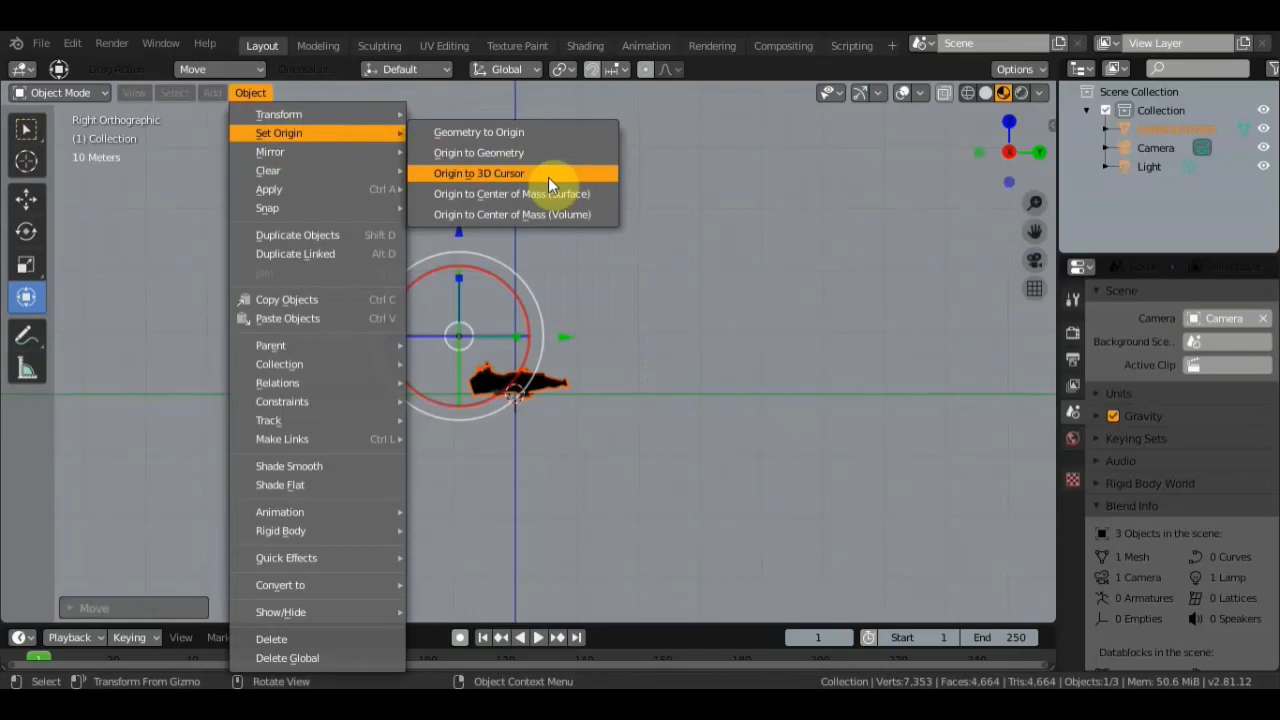 File Edit Render Window Help Layout Modeling Sculpting UV Editing Texture Paint Shading Animation Rendering Compositing Scripting + Scene View Layer
Drag Active Move Orientation Default Global Options
Object Mode View Select Add Object
Right Orthographic
(1) Collection
10 Meters
Transform
Set Origin
Mirror
Clear
Apply Ctrl A
Snap
Duplicate Objects Shift D
Duplicate Linked Alt D
Copy Objects Ctrl C
Paste Objects Ctrl V
Parent
Collection
Relations
Constraints
Track
Make Links Ctrl L
Shade Smooth
Shade Flat
Animation
Rigid Body
Quick Effects
Convert to
Show/Hide
Delete
Delete Global
Geometry to Origin
Origin to Geometry
Origin to 3D Cursor
Origin to Center of Mass (Surface)
Origin to Center of Mass (Volume)
X
Y
Scene Collection
Collection
Camera
Light
Scene
Camera Camera
Background Sce..
Active Clip
Units
Gravity
Keying Sets
Audio
Rigid Body World
Blend Info
3 Objects in the scene:
1 Mesh 0 Curves
1 Camera 1 Lamp
0 Armatures 0 Lattices
0 Empties 0 Speakers
Datablocks in the scene...
Move
Playback Keying View 1 Start 1 End 250
1
Select Transform From Gizmo Rotate View Object Context Menu Collection | Verts:7,353 | Faces:4,664 | Tris:4,664 | Objects:1/3 | Mem: 50.6 MiB | v2.81.12